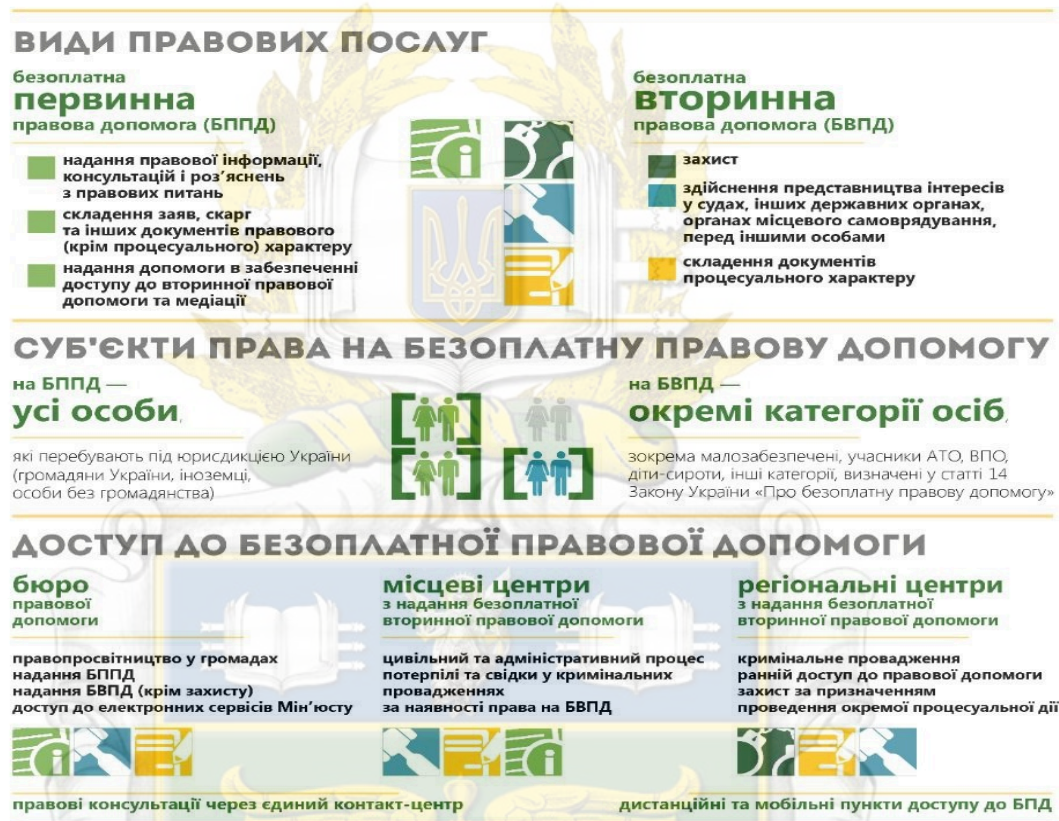 ВИДИ ПРАВОВИХ ПОСЛУГ
безоплатна
первинна
правова допомога (БППД)
надання правової інформації,
консультацій і роз’яснень
з правових питань
складення заяв, скарг
та інших документів правового
(крім процесуального) характеру
надання допомоги в забезпеченні
доступу до вторинної правової
допомоги та медіації
безоплатна
вторинна
правова допомога (БВПД)
захист
здійснення представництва інтересів
у судах, інших державних органах,
органах місцевого самоврядування,
перед іншими особами
складення документів
процесуального характеру
СУБ'ЄКТИ ПРАВА НА БЕЗОПЛАТНУ ПРАВОВУ ДОПОМОГУ
на БППД —
усі особи,
які перебувають під юрисдикцією України
(громадяни України, іноземці,
особи без громадянства)
на БВПД —
окремі категорії осіб,
зокрема малозабезпечені, учасники АТО, ВПО,
діти-сироти, інші категорії, визначені у статті 14
Закону України «Про безоплатну правову допомогу»
ДОСТУП ДО БЕЗОПЛАТНОЇ ПРАВОВОЇ ДОПОМОГИ
бюро
правової
допомоги
правопросвітництво у громадах
надання БППД
надання БВПД (крім захисту)
доступ до електронних сервісів Мін’юсту
місцеві центри
з надання безоплатної
вторинної правової допомоги
цивільний та адміністративний процес
потерпілі та свідки у кримінальних
провадженнях
за наявності права на БВПД
регіональні центри
з надання безоплатної
вторинної правової допомоги
кримінальне провадження
ранній доступ до правової допомоги
захист за призначенням
проведення окремої процесуальної дії
правові консультації через єдиний контакт-центр
дистанційні та мобільні пункти доступу до БПД